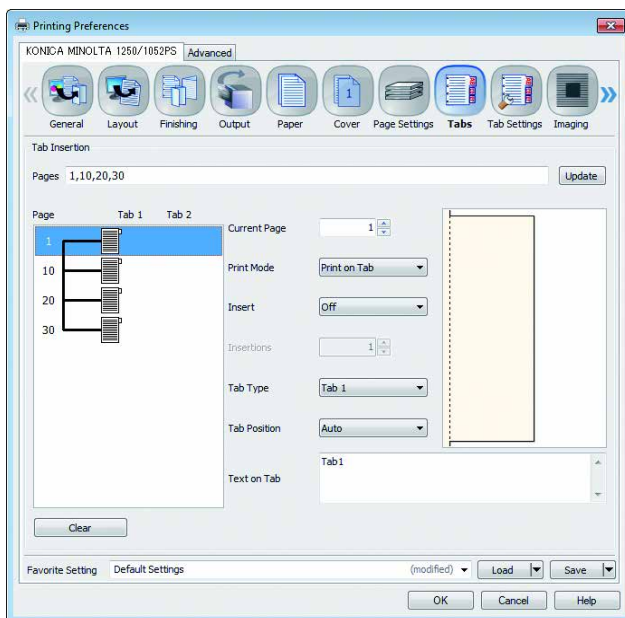 Printing Preferences
KONICA MINOLTA 1250/1052PS Advanced
General Layout Finishing Output Paper Cover Page Settings Tabs Tab Settings Imaging
1
Tab Insertion
Pages 1,10,20,30 Update
Page Tab 1 Tab 2
1
10
20
30
Current Page 1
Print Mode Print on Tab
Insert Off
Insertions 1
Tab Type Tab 1
Tab Position Auto
Text on Tab Tab1
Clear
Favorite Setting Default Settings (modified) Load Save
OK Cancel Help